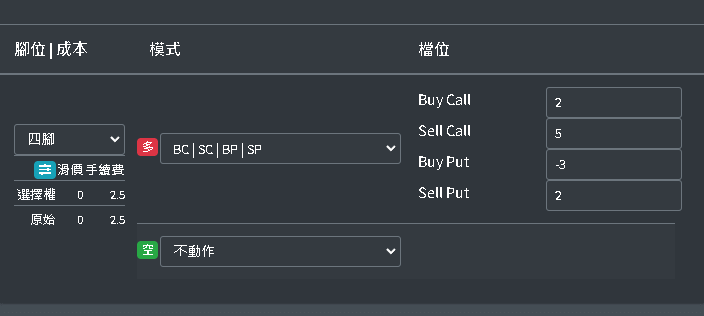 腳位 | 成本 模式 檔位
四腳
滑價 手續費
選擇權 0 2.5
原始 0 2.5
多 BC | SC | BP | SP
Buy Call 2
Sell Call 5
Buy Put -3
Sell Put 2
空 不動作